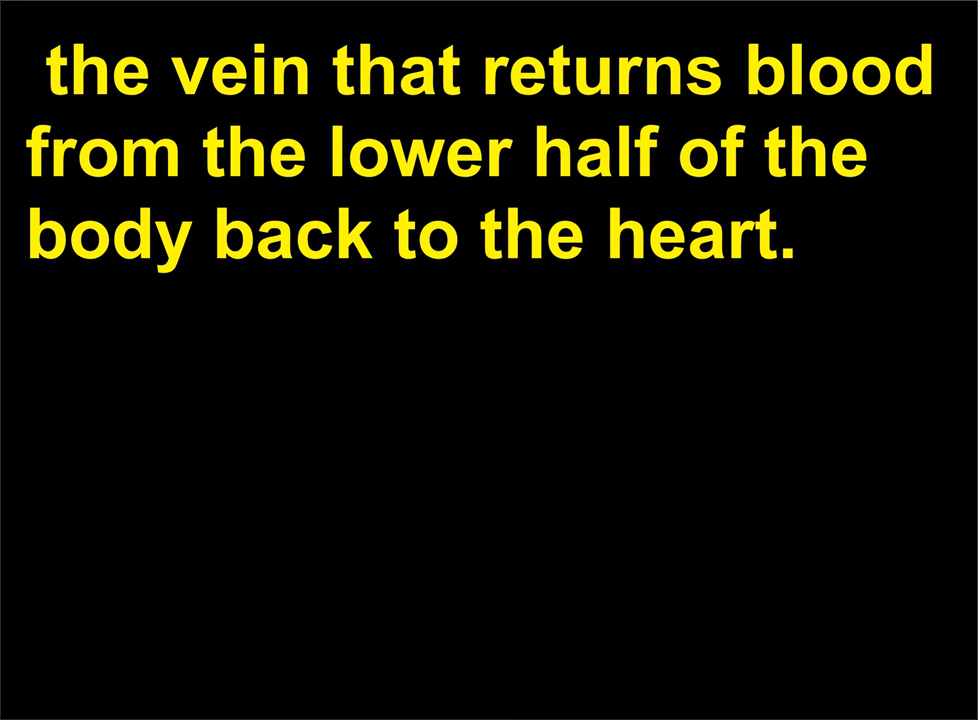 the vein that returns blood
from the lower half of the
body back to the heart.